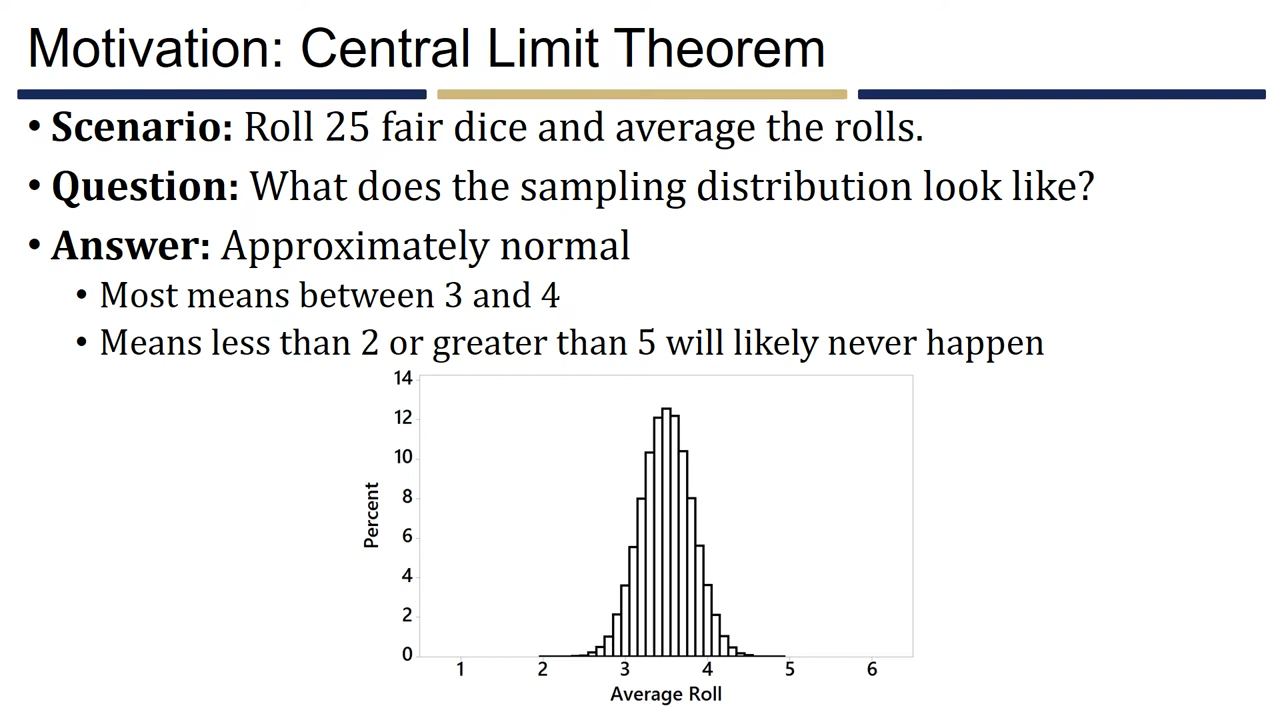 Motivation: Central Limit Theorem
• Scenario: Roll 25 fair dice and average the rolls.
• Question: What does the sampling distribution look like?
• Answer: Approximately normal
• Most means between 3 and 4
• Means less than 2 or greater than 5 will likely never happen
14
12
10
8
6
4
2
0
Percent
1 2 3 4 5 6
Average Roll